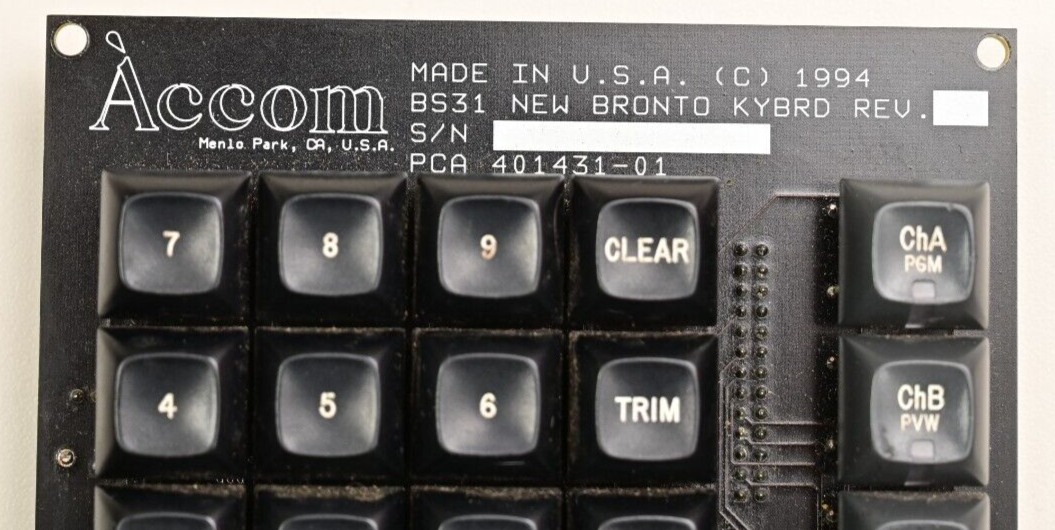 Accom
Menlo Park, CA, U.S.A.
MADE IN U.S.A. (C) 1994
BS31 NEW BRONTO KYBRD REV.
S/N
PCA 401431-01
7 8 9 CLEAR ChA
PGM
4 5 6 TRIM ChB
PVW